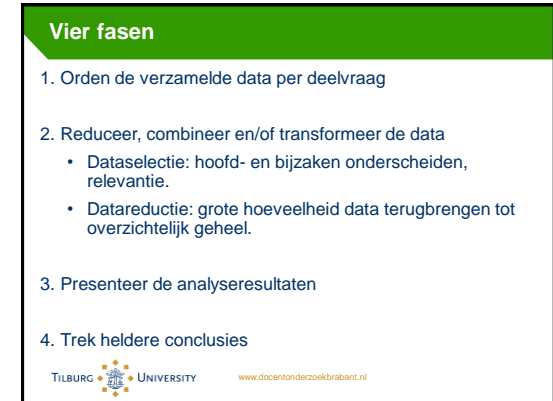 Vier fasen
1. Orden de verzamelde data per deelvraag
2. Reduceer, combineer en/of transformeer de data
• Dataselectie: hoofd- en bijzaken onderscheiden,
relevantie.
• Datareductie: grote hoeveelheid data terugbrengen tot
overzichtelijk geheel.
3. Presenteer de analyseresultaten
4. Trek heldere conclusies
TILBURG UNIVERSITY www.docentonderzoekbrabant.nl